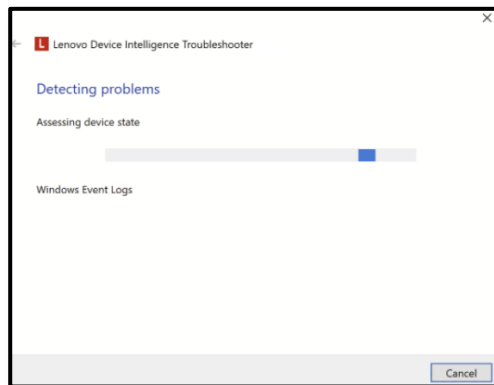 L Lenovo Device Intelligence Troubleshooter
Detecting problems
Assessing device state
Windows Event Logs
Cancel